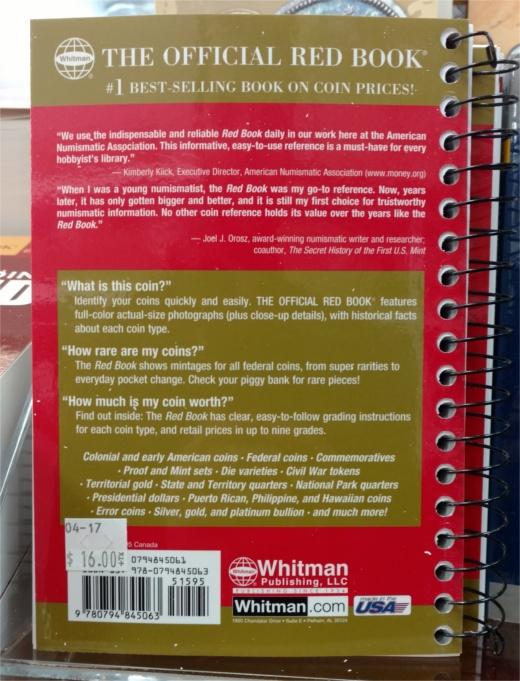 Whitman®
THE OFFICIAL RED BOOK®
#1 BEST-SELLING BOOK ON COIN PRICES!
"We use the indispensable and reliable Red Book daily in our work here at the American
Numismatic Association. This informative, easy-to-use reference is a must-have for every
hobbyist's library."
— Kimberly Kiick, Executive Director, American Numismatic Association (www.money.org)
"When I was a young numismatist, the Red Book was my go-to reference. Now, years
later, it has only gotten bigger and better, and it is still my first choice for trustworthy
numismatic information. No other coin reference holds its value over the years like the
Red Book."
— Joel J. Orosz, award-winning numismatic writer and researcher;
coauthor, The Secret History of the First U.S. Mint
"What is this coin?"
Identify your coins quickly and easily. THE OFFICIAL RED BOOK® features
full-color actual-size photographs (plus close-up details), with historical facts
about each coin type.
"How rare are my coins?"
The Red Book shows mintages for all federal coins, from super rarities to
everyday pocket change. Check your piggy bank for rare pieces!
"How much is my coin worth?"
Find out inside: The Red Book has clear, easy-to-follow grading instructions
for each coin type, and retail prices in up to nine grades.
Colonial and early American coins • Federal coins • Commemoratives
• Proof and Mint sets • Die varieties • Civil War tokens
• Territorial gold • State and Territory quarters • National Park quarters
• Presidential dollars • Puerto Rican, Philippine, and Hawaiian coins
• Error coins • Silver, gold, and platinum bullion • and much more!
04-17
$ 16.00
Canada
0794845061
978-0794845063
51595
9 780794 845063
Whitman®
Publishing, LLC
PUBLISHING SINCE 1934
Whitman.com
made in the
USA
1950 Chandalar Drive • Suite E • Pelham, AL 35124